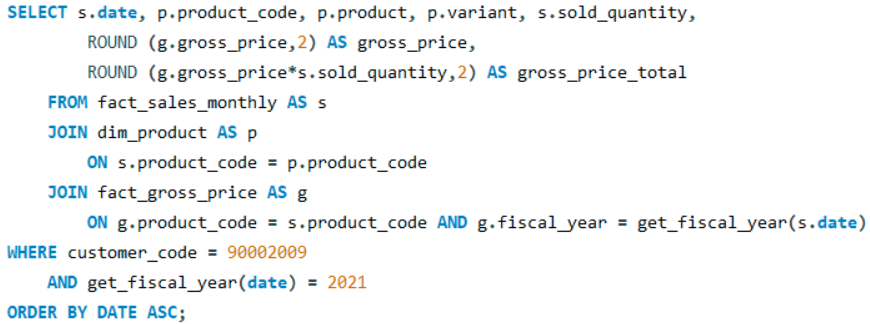 SELECT s.date, p.product_code, p.product, p.variant, s.sold_quantity,
ROUND (g.gross_price,2) AS gross_price,
ROUND (g.gross_price*s.sold_quantity,2) AS gross_price_total
FROM fact_sales_monthly AS s
JOIN dim_product AS p
ON s.product_code = p.product_code
JOIN fact_gross_price AS g
ON g.product_code = s.product_code AND g.fiscal_year = get_fiscal_year(s.date)
WHERE customer_code = 90002009
AND get_fiscal_year(date) = 2021
ORDER BY DATE ASC;